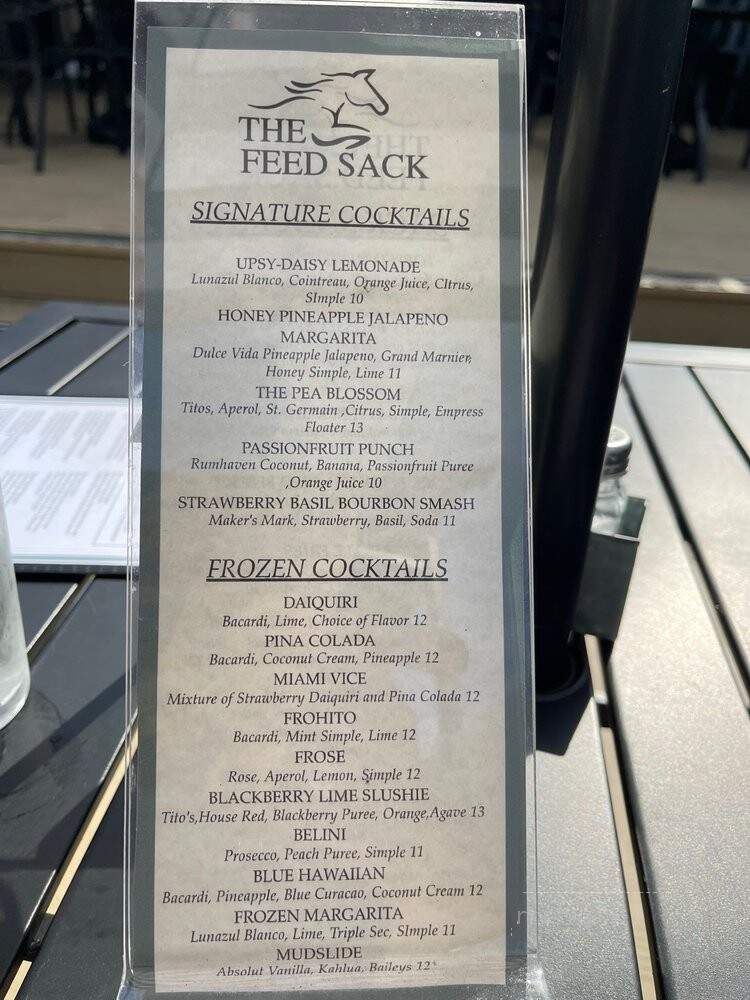 THE
FEED SACK
SIGNATURE COCKTAILS
UPSY-DAISY LEMONADE
Lunazul Blanco, Cointreau, Orange Juice, CItrus,
SImple 10
HONEY PINEAPPLE JALAPENO
MARGARITA
Dulce Vida Pineapple Jalapeno, Grand Marnier,
Honey Simple, Lime 11
THE PEA BLOSSOM
Titos, Aperol, St. Germain ,Citrus, Simple, Empress
Floater 13
PASSIONFRUIT PUNCH
Rumhaven Coconut, Banana, Passionfruit Puree
,Orange Juice 10
STRAWBERRY BASIL BOURBON SMASH
Maker's Mark, Strawberry, Basil, Soda 11
FROZEN COCKTAILS
DAIQUIRI
Bacardi, Lime, Choice of Flavor 12
PINA COLADA
Bacardi, Coconut Cream, Pineapple 12
MIAMI VICE
Mixture of Strawberry Daiquiri and Pina Colada 12
FROHITO
Bacardi, Mint Simple, Lime 12
FROSE
Rose, Aperol, Lemon, Simple 12
BLACKBERRY LIME SLUSHIE
Tito's,House Red, Blackberry Puree, Orange,Agave 13
BELINI
Prosecco, Peach Puree, Simple 11
BLUE HAWAIIAN
Bacardi, Pineapple, Blue Curacao, Coconut Cream 12
FROZEN MARGARITA
Lunazul Blanco, Lime, Triple Sec, SImple 11
MUDSLIDE
Absolut Vanilla, Kahlua, Baileys 12